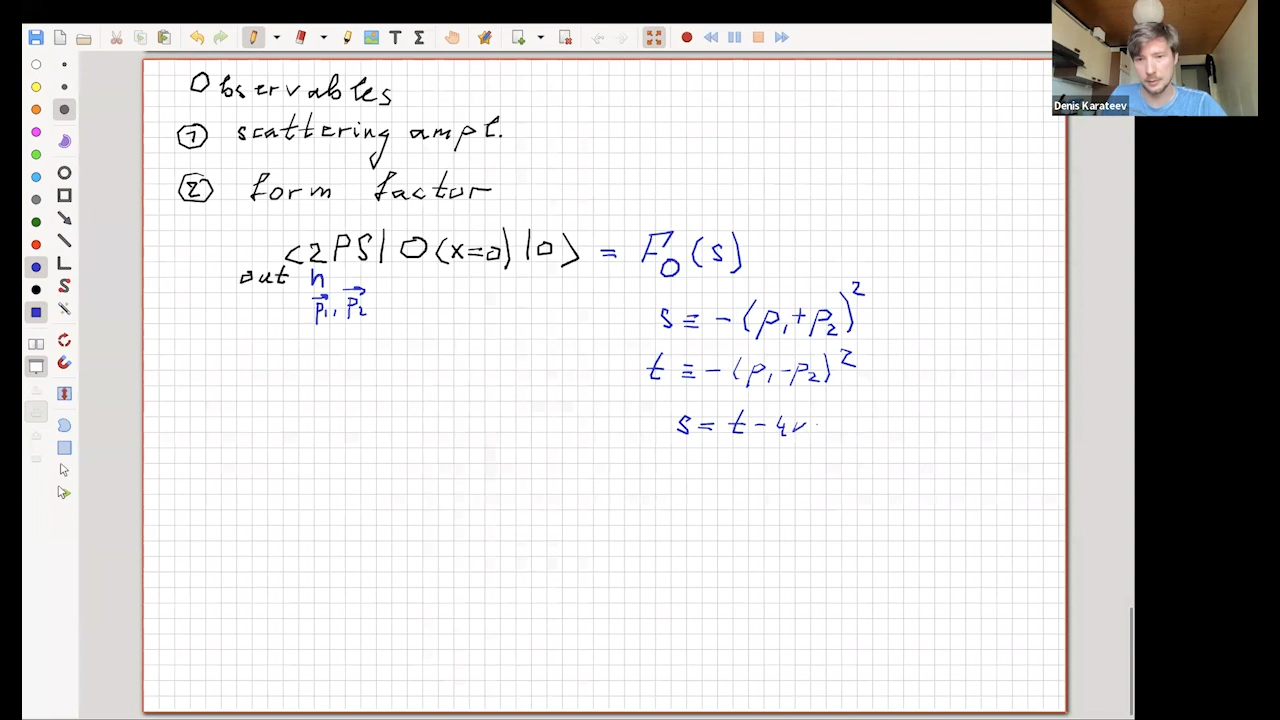 Observables
① scattering ampl.
② form factor
<2PS| O(x=0) |0> = F_O(s)
out n
p⃗₁, p⃗₂
s ≡ -(p₁+p₂)²
t ≡ -(p₁-p₂)²
s = t - 4
Denis Karateev